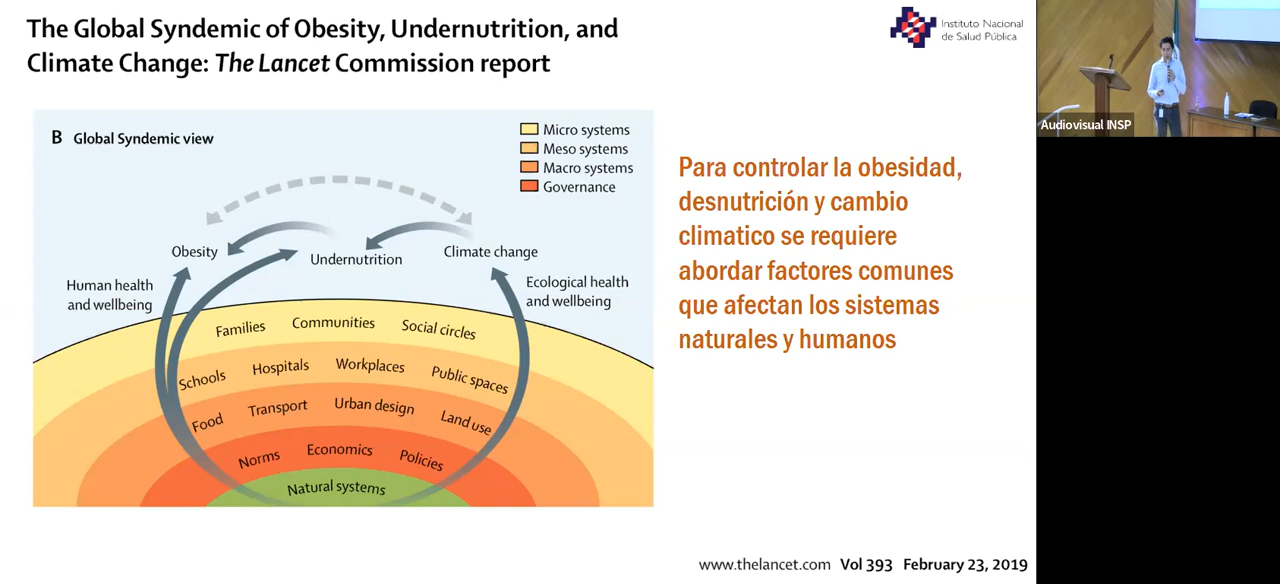 The Global Syndemic of Obesity, Undernutrition, and
Climate Change: The Lancet Commission report
Instituto Nacional
de Salud Pública
Audiovisual INSP
B Global Syndemic view
Micro systems
Meso systems
Macro systems
Governance
Obesity
Undernutrition
Climate change
Human health
and wellbeing
Ecological health
and wellbeing
Families Communities Social circles
Schools Hospitals Workplaces Public spaces
Food Transport Urban design Land use
Norms Economics Policies
Natural systems
Para controlar la obesidad,
desnutrición y cambio
climatico se requiere
abordar factores comunes
que afectan los sistemas
naturales y humanos
www.thelancet.com Vol 393 February 23, 2019